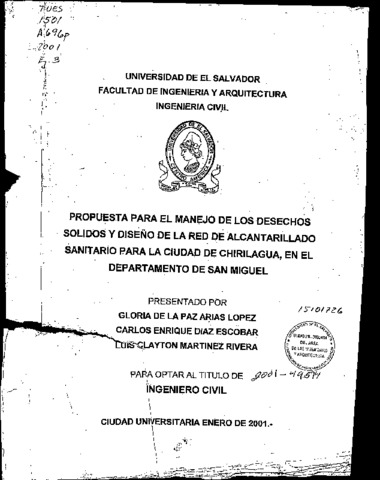 TUES
1501
A696p
2001
E. 3
UNIVERSIDAD DE EL SALVADOR
FACULTAD DE INGENIERIA Y ARQUITECTURA
INGENIERIA CIVIL
PROPUESTA PARA EL MANEJO DE LOS DESECHOS
SOLIDOS Y DISEÑO DE LA RED DE ALCANTARILLADO
SANITARIO PARA LA CIUDAD DE CHIRILAGUA, EN EL
DEPARTAMENTO DE SAN MIGUEL
PRESENTADO POR
15101726
GLORIA DE LA PAZ ARIAS LOPEZ
CARLOS ENRIQUE DIAZ ESCOBAR
LUIS CLAYTON MARTINEZ RIVERA
PARA OPTAR AL TITULO DE
INGENIERO CIVIL
CIUDAD UNIVERSITARIA ENERO DE 2001.-